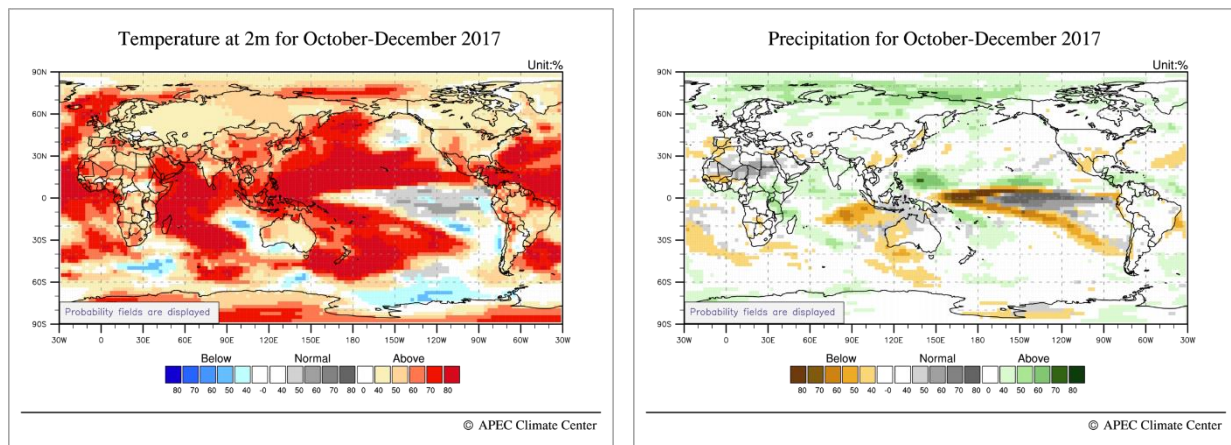 Temperature at 2m for October-December 2017
Unit:%
90N
60N
30N
0
30S
60S
90S
Probability fields are displayed
30W 0 30E 60E 90E 120E 150E 180 150W 120W 90W 60W 30W
Below Normal Above
80 70 60 50 40 -0 40 50 60 70 80 0 40 50 60 70 80
© APEC Climate Center
Precipitation for October-December 2017
Unit:%
90N
60N
30N
0
30S
60S
90S
Probability fields are displayed
30W 0 30E 60E 90E 120E 150E 180 150W 120W 90W 60W 30W
Below Normal Above
80 70 60 50 40 -0 40 50 60 70 80 0 40 50 60 70 80
© APEC Climate Center